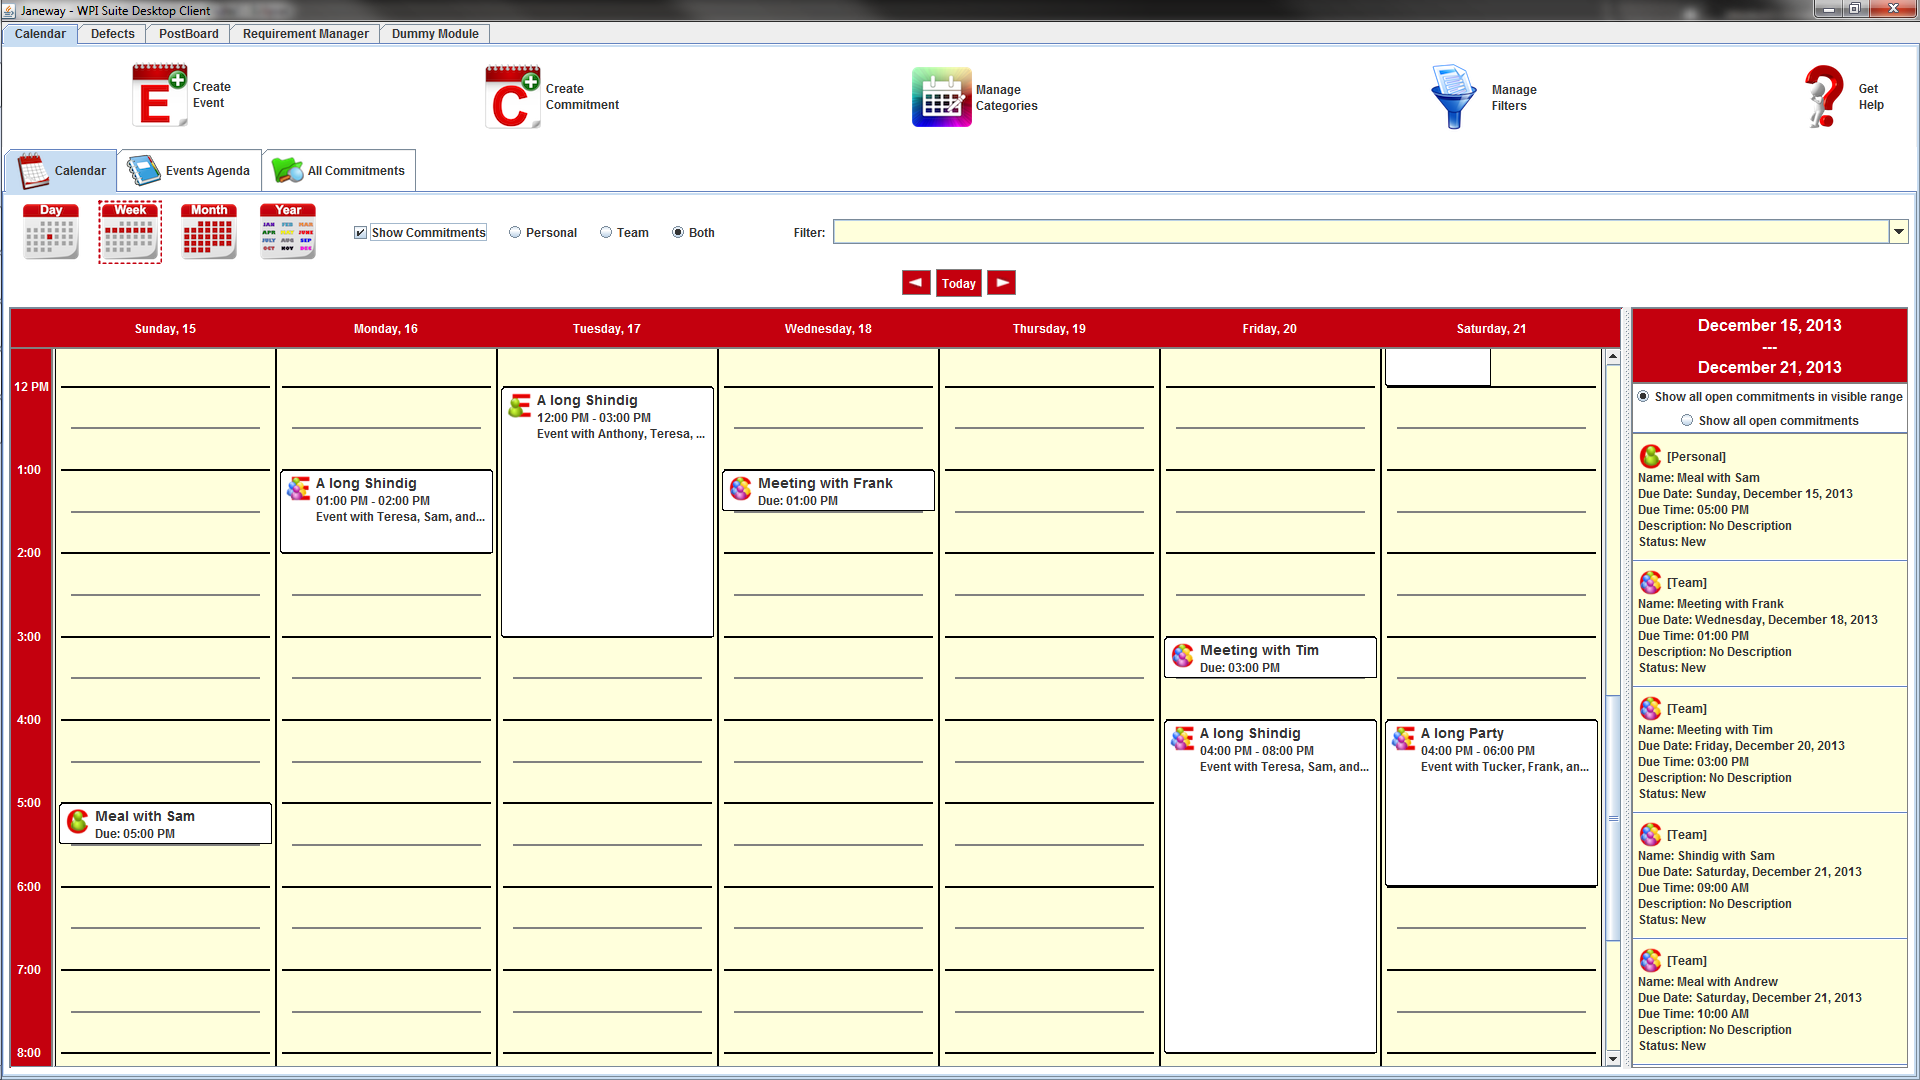 Janeway - WPI Suite Desktop Client
Calendar
Defects
PostBoard
Requirement Manager
Dummy Module
E
Create
Event
C
Create
Commitment
Manage
Categories
Manage
Filters
Get
Help
Calendar
Events Agenda
All Commitments
Day
Week
Month
Year
JAN FEB MAR
APR MAY JUNE
JULY AUG SEP
OCT NOV DEC
Show Commitments
Personal
Team
Both
Filter:
Today
Sunday, 15
Monday, 16
Tuesday, 17
Wednesday, 18
Thursday, 19
Friday, 20
Saturday, 21
12 PM
1:00
2:00
3:00
4:00
5:00
6:00
7:00
8:00
Meal with Sam
Due: 05:00 PM
A long Shindig
01:00 PM - 02:00 PM
Event with Teresa, Sam, and...
A long Shindig
12:00 PM - 03:00 PM
Event with Anthony, Teresa, ...
Meeting with Frank
Due: 01:00 PM
Meeting with Tim
Due: 03:00 PM
A long Shindig
04:00 PM - 08:00 PM
Event with Teresa, Sam, and...
A long Party
04:00 PM - 06:00 PM
Event with Tucker, Frank, an...
December 15, 2013
---
December 21, 2013
Show all open commitments in visible range
Show all open commitments
[Personal]
Name: Meal with Sam
Due Date: Sunday, December 15, 2013
Due Time: 05:00 PM
Description: No Description
Status: New
[Team]
Name: Meeting with Frank
Due Date: Wednesday, December 18, 2013
Due Time: 01:00 PM
Description: No Description
Status: New
[Team]
Name: Meeting with Tim
Due Date: Friday, December 20, 2013
Due Time: 03:00 PM
Description: No Description
Status: New
[Team]
Name: Shindig with Sam
Due Date: Saturday, December 21, 2013
Due Time: 09:00 AM
Description: No Description
Status: New
[Team]
Name: Meal with Andrew
Due Date: Saturday, December 21, 2013
Due Time: 10:00 AM
Description: No Description
Status: New